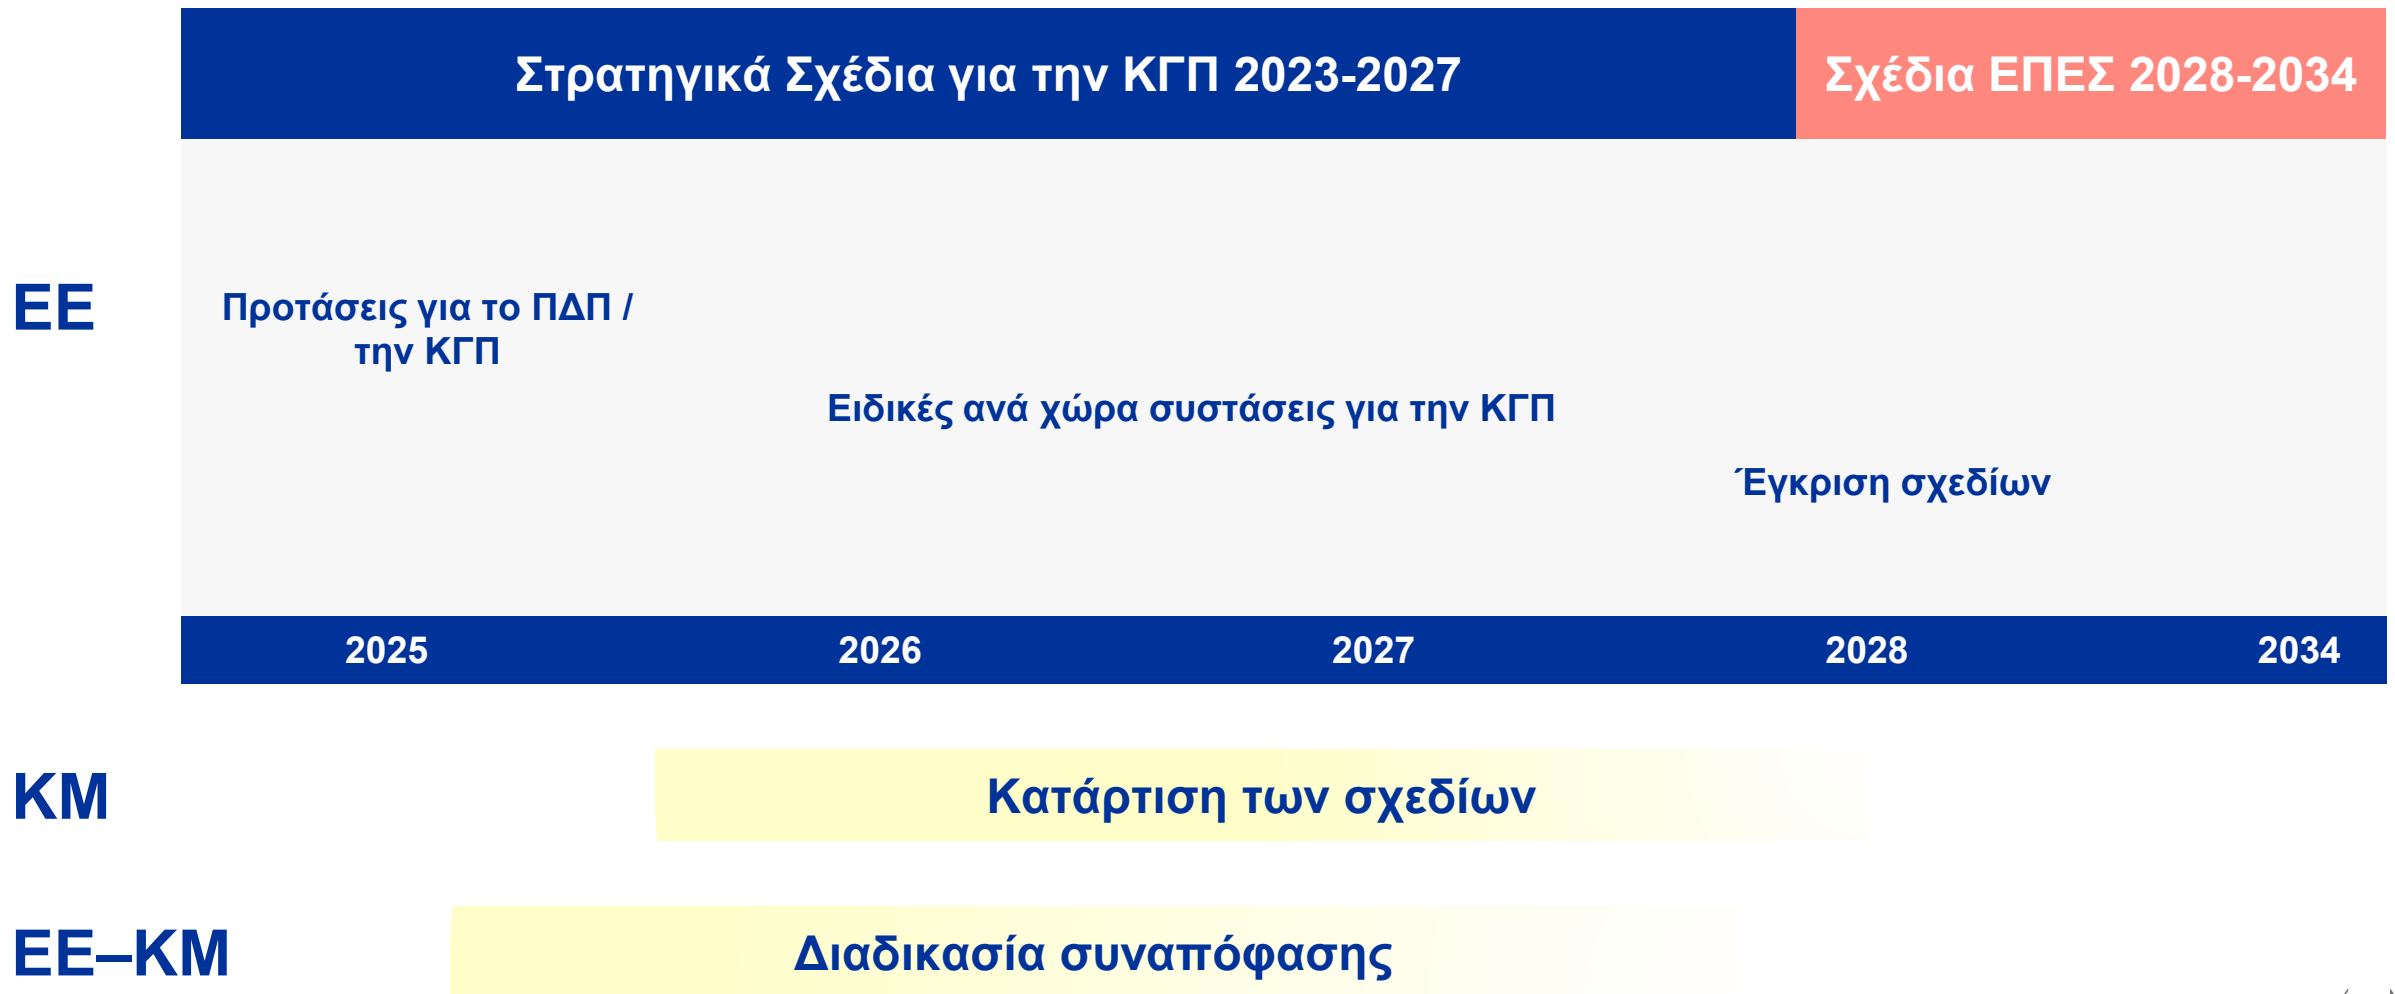 Στρατηγικά Σχέδια για την ΚΓΠ 2023-2027
Σχέδια ΕΠΕΣ 2028-2034
ΕΕ
Προτάσεις για το ΠΔΠ /
την ΚΓΠ
Ειδικές ανά χώρα συστάσεις για την ΚΓΠ
Έγκριση σχεδίων
2025 2026 2027 2028 2034
ΚΜ
Κατάρτιση των σχεδίων
ΕΕ–ΚΜ
Διαδικασία συναπόφασης